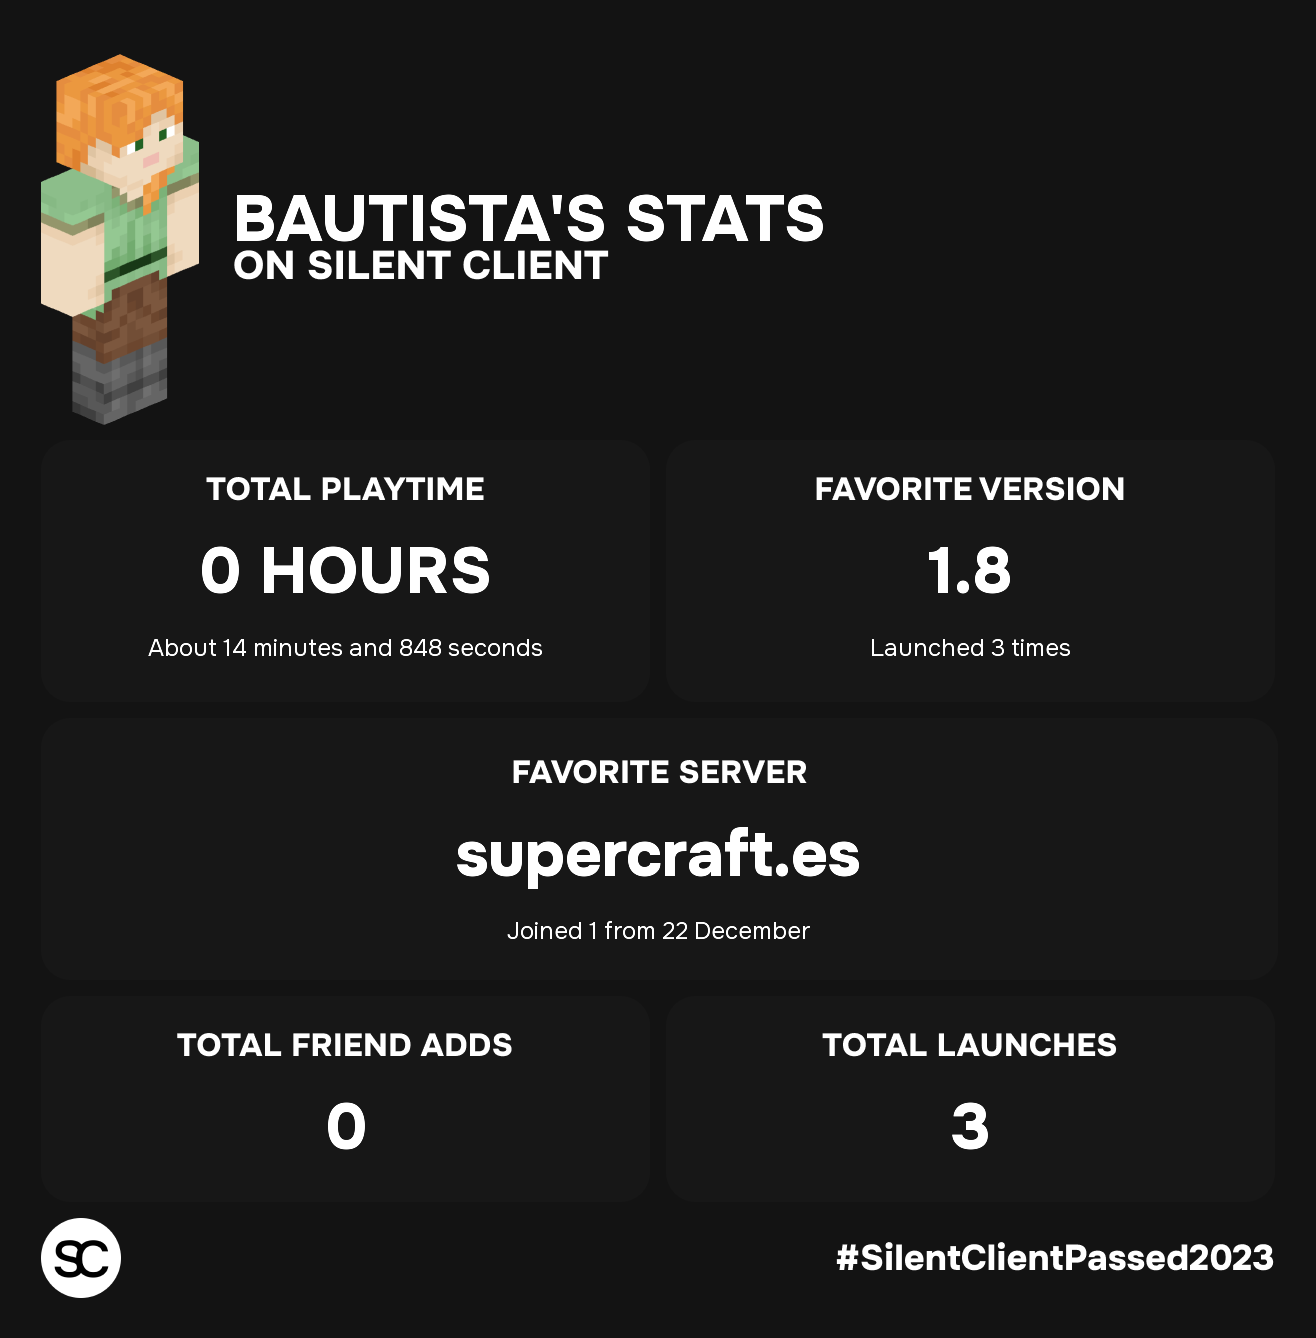 BAUTISTA'S STATS
ON SILENT CLIENT
TOTAL PLAYTIME
0 HOURS
About 14 minutes and 848 seconds
FAVORITE VERSION
1.8
Launched 3 times
FAVORITE SERVER
supercraft.es
Joined 1 from 22 December
TOTAL FRIEND ADDS
0
TOTAL LAUNCHES
3
SC
#SilentClientPassed2023